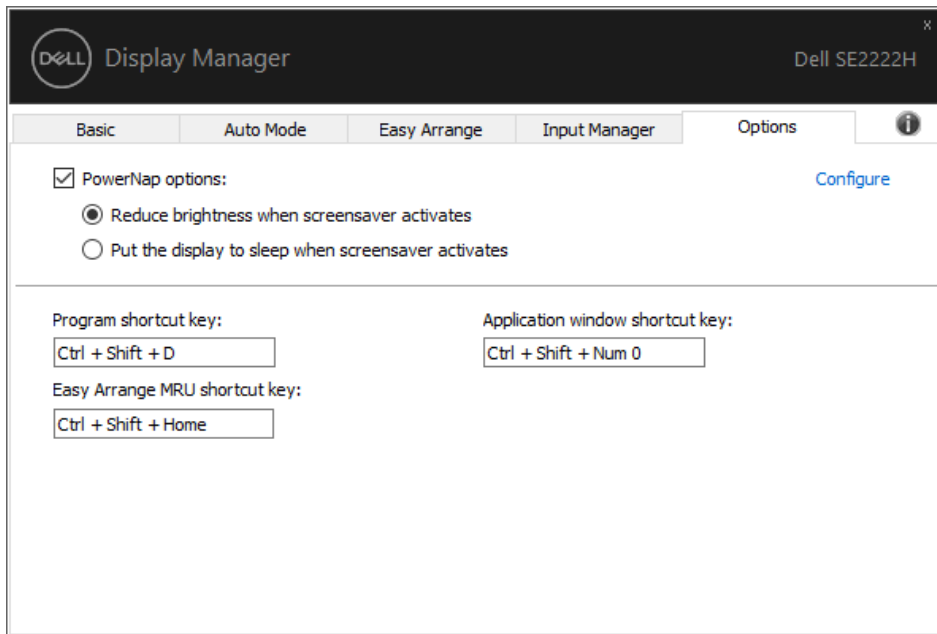 x
DELL Display Manager
Dell SE2222H
Basic Auto Mode Easy Arrange Input Manager Options i
PowerNap options: Configure
Reduce brightness when screensaver activates
Put the display to sleep when screensaver activates
Program shortcut key: Application window shortcut key:
Ctrl + Shift + D Ctrl + Shift + Num 0
Easy Arrange MRU shortcut key:
Ctrl + Shift + Home